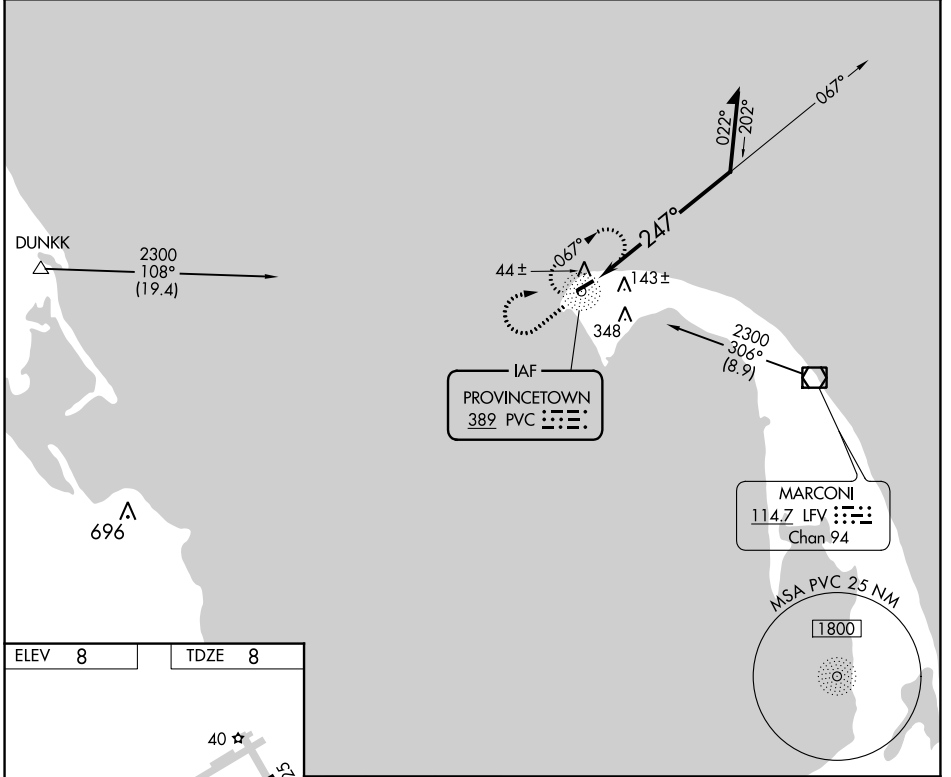 067°
022°
202°
247°
DUNKK
2300
108°
(19.4)
067°
44 ±
143 ±
348
2300
306°
(8.9)
IAF
PROVINCETOWN
389 PVC
MARCONI
114.7 LFV
Chan 94
696
MSA PVC 25 NM
1800
ELEV 8
TDZE 8
40
25